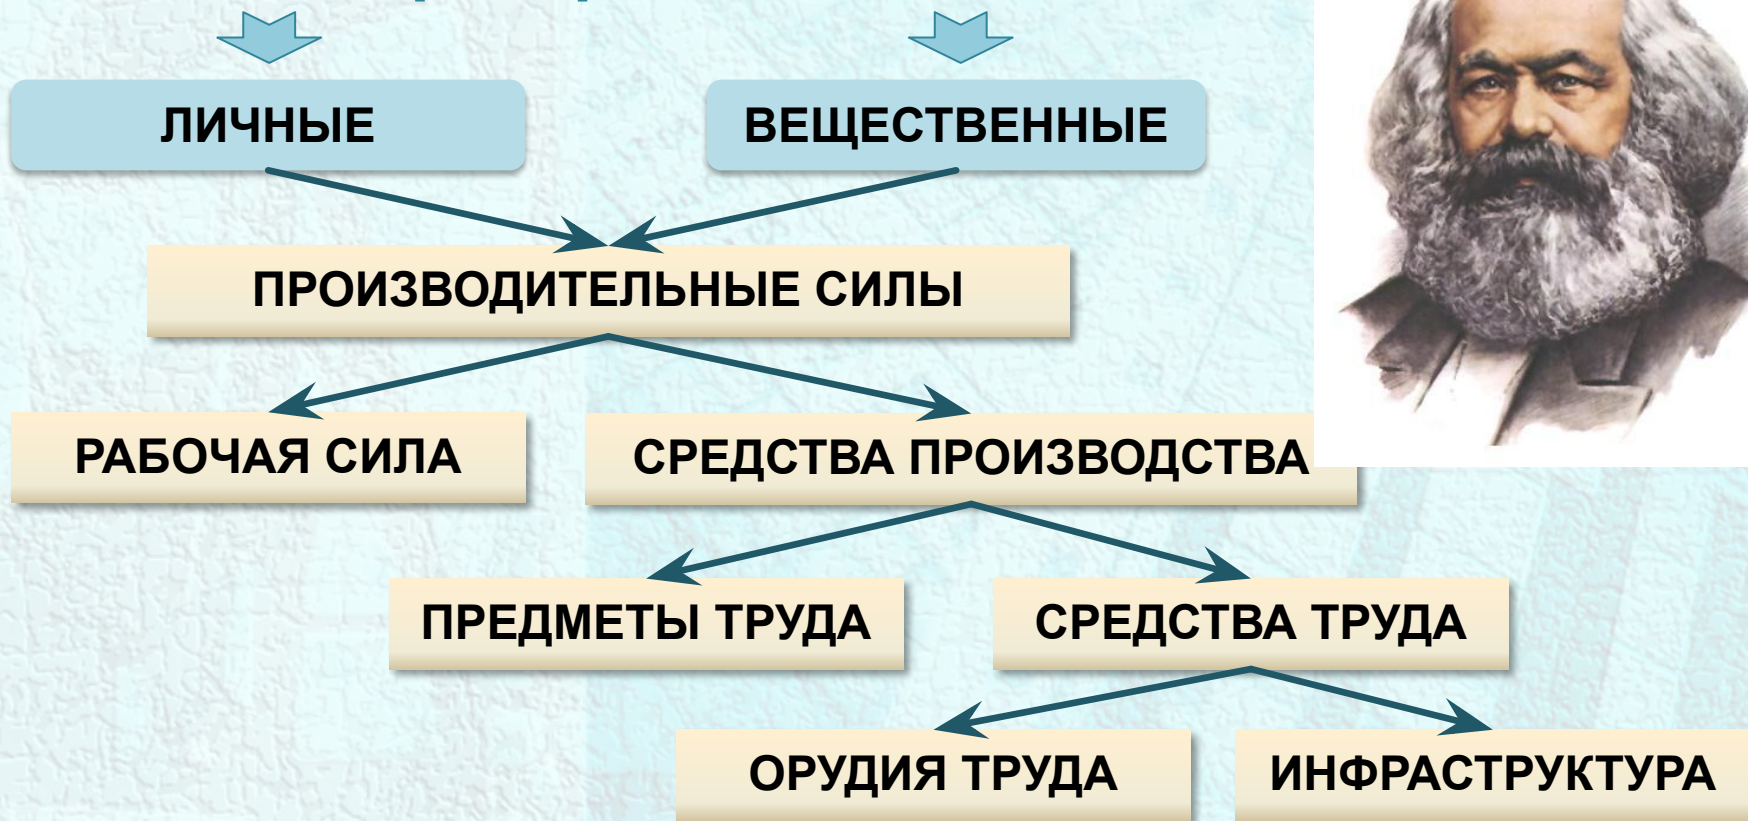 ЛИЧНЫЕ
ВЕЩЕСТВЕННЫЕ
ПРОИЗВОДИТЕЛЬНЫЕ СИЛЫ
РАБОЧАЯ СИЛА
СРЕДСТВА ПРОИЗВОДСТВА
ПРЕДМЕТЫ ТРУДА
СРЕДСТВА ТРУДА
ОРУДИЯ ТРУДА
ИНФРАСТРУКТУРА